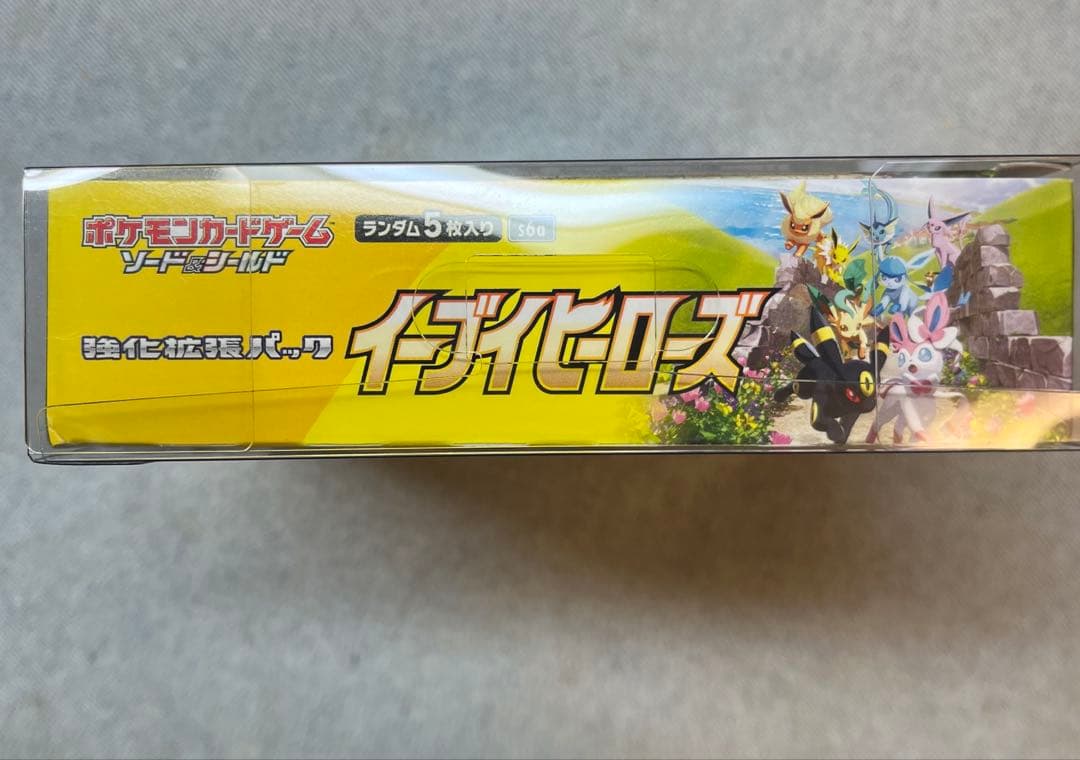 ポケモンカードゲーム
ソード&シールド
ランダム5枚入り s6a
強化拡張パック
イーブイヒーローズ